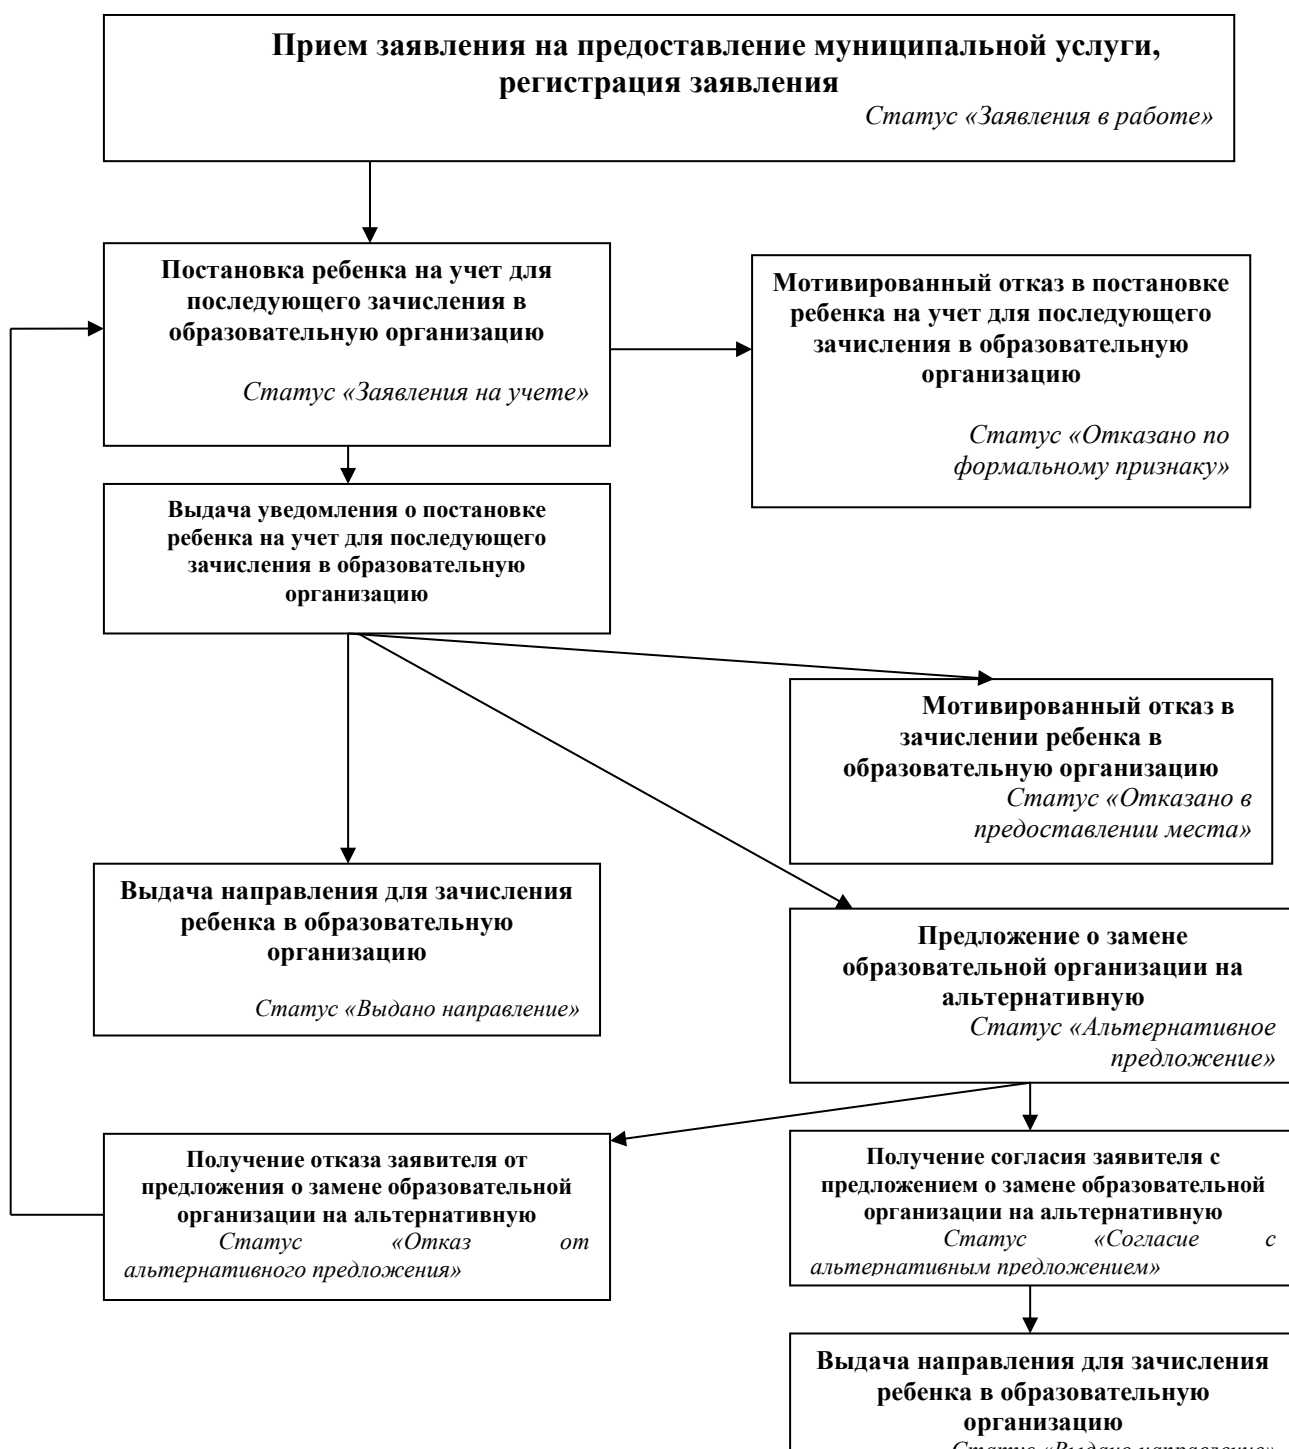 Прием заявления на предоставление муниципальной услуги,
регистрация заявления
Статус «Заявления в работе»
Постановка ребенка на учет для
последующего зачисления в
образовательную организацию
Статус «Заявления на учете»
Мотивированный отказ в постановке
ребенка на учет для последующего
зачисления в образовательную
организацию
Статус «Отказано по
формальному признаку»
Выдача уведомления о постановке
ребенка на учет для последующего
зачисления в образовательную
организацию
Мотивированный отказ в
зачислении ребенка в
образовательную организацию
Статус «Отказано в
предоставлении места»
Выдача направления для зачисления
ребенка в образовательную
организацию
Статус «Выдано направление»
Предложение о замене
образовательной организации на
альтернативную
Статус «Альтернативное
предложение»
Получение отказа заявителя от
предложения о замене образовательной
организации на альтернативную
Статус «Отказ от
альтернативного предложения»
Получение согласия заявителя с
предложением о замене образовательной
организации на альтернативную
Статус «Согласие с
альтернативным предложением»
Выдача направления для зачисления
ребенка в образовательную
организацию
Статус «Выдано направление»